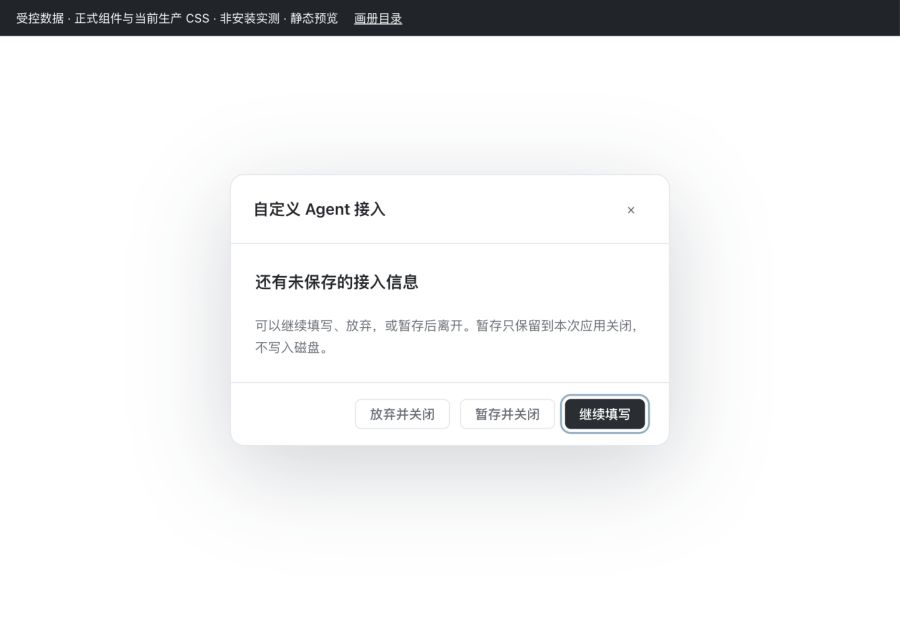 受控数据 · 正式组件与当前生产 CSS · 非安装实测 · 静态预览 画册目录
自定义 Agent 接入
×
还有未保存的接入信息
可以继续填写、放弃，或暂存后离开。暂存只保留到本次应用关闭，
不写入磁盘。
放弃并关闭 暂存并关闭 继续填写